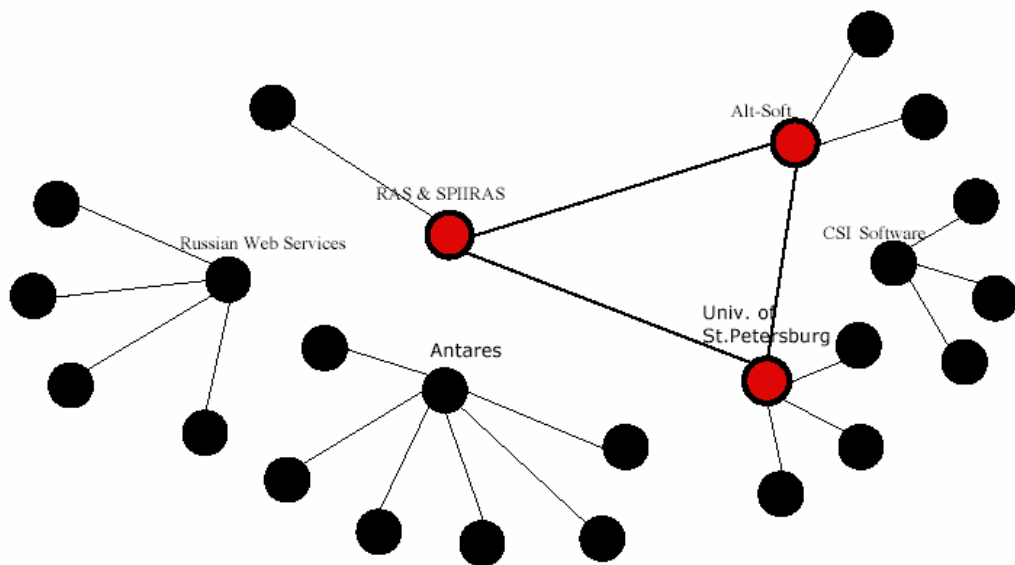 Alt-Soft
RAS & SPIIRAS
Russian Web Services
CSI Software
Univ. of
St.Petersburg
Antares